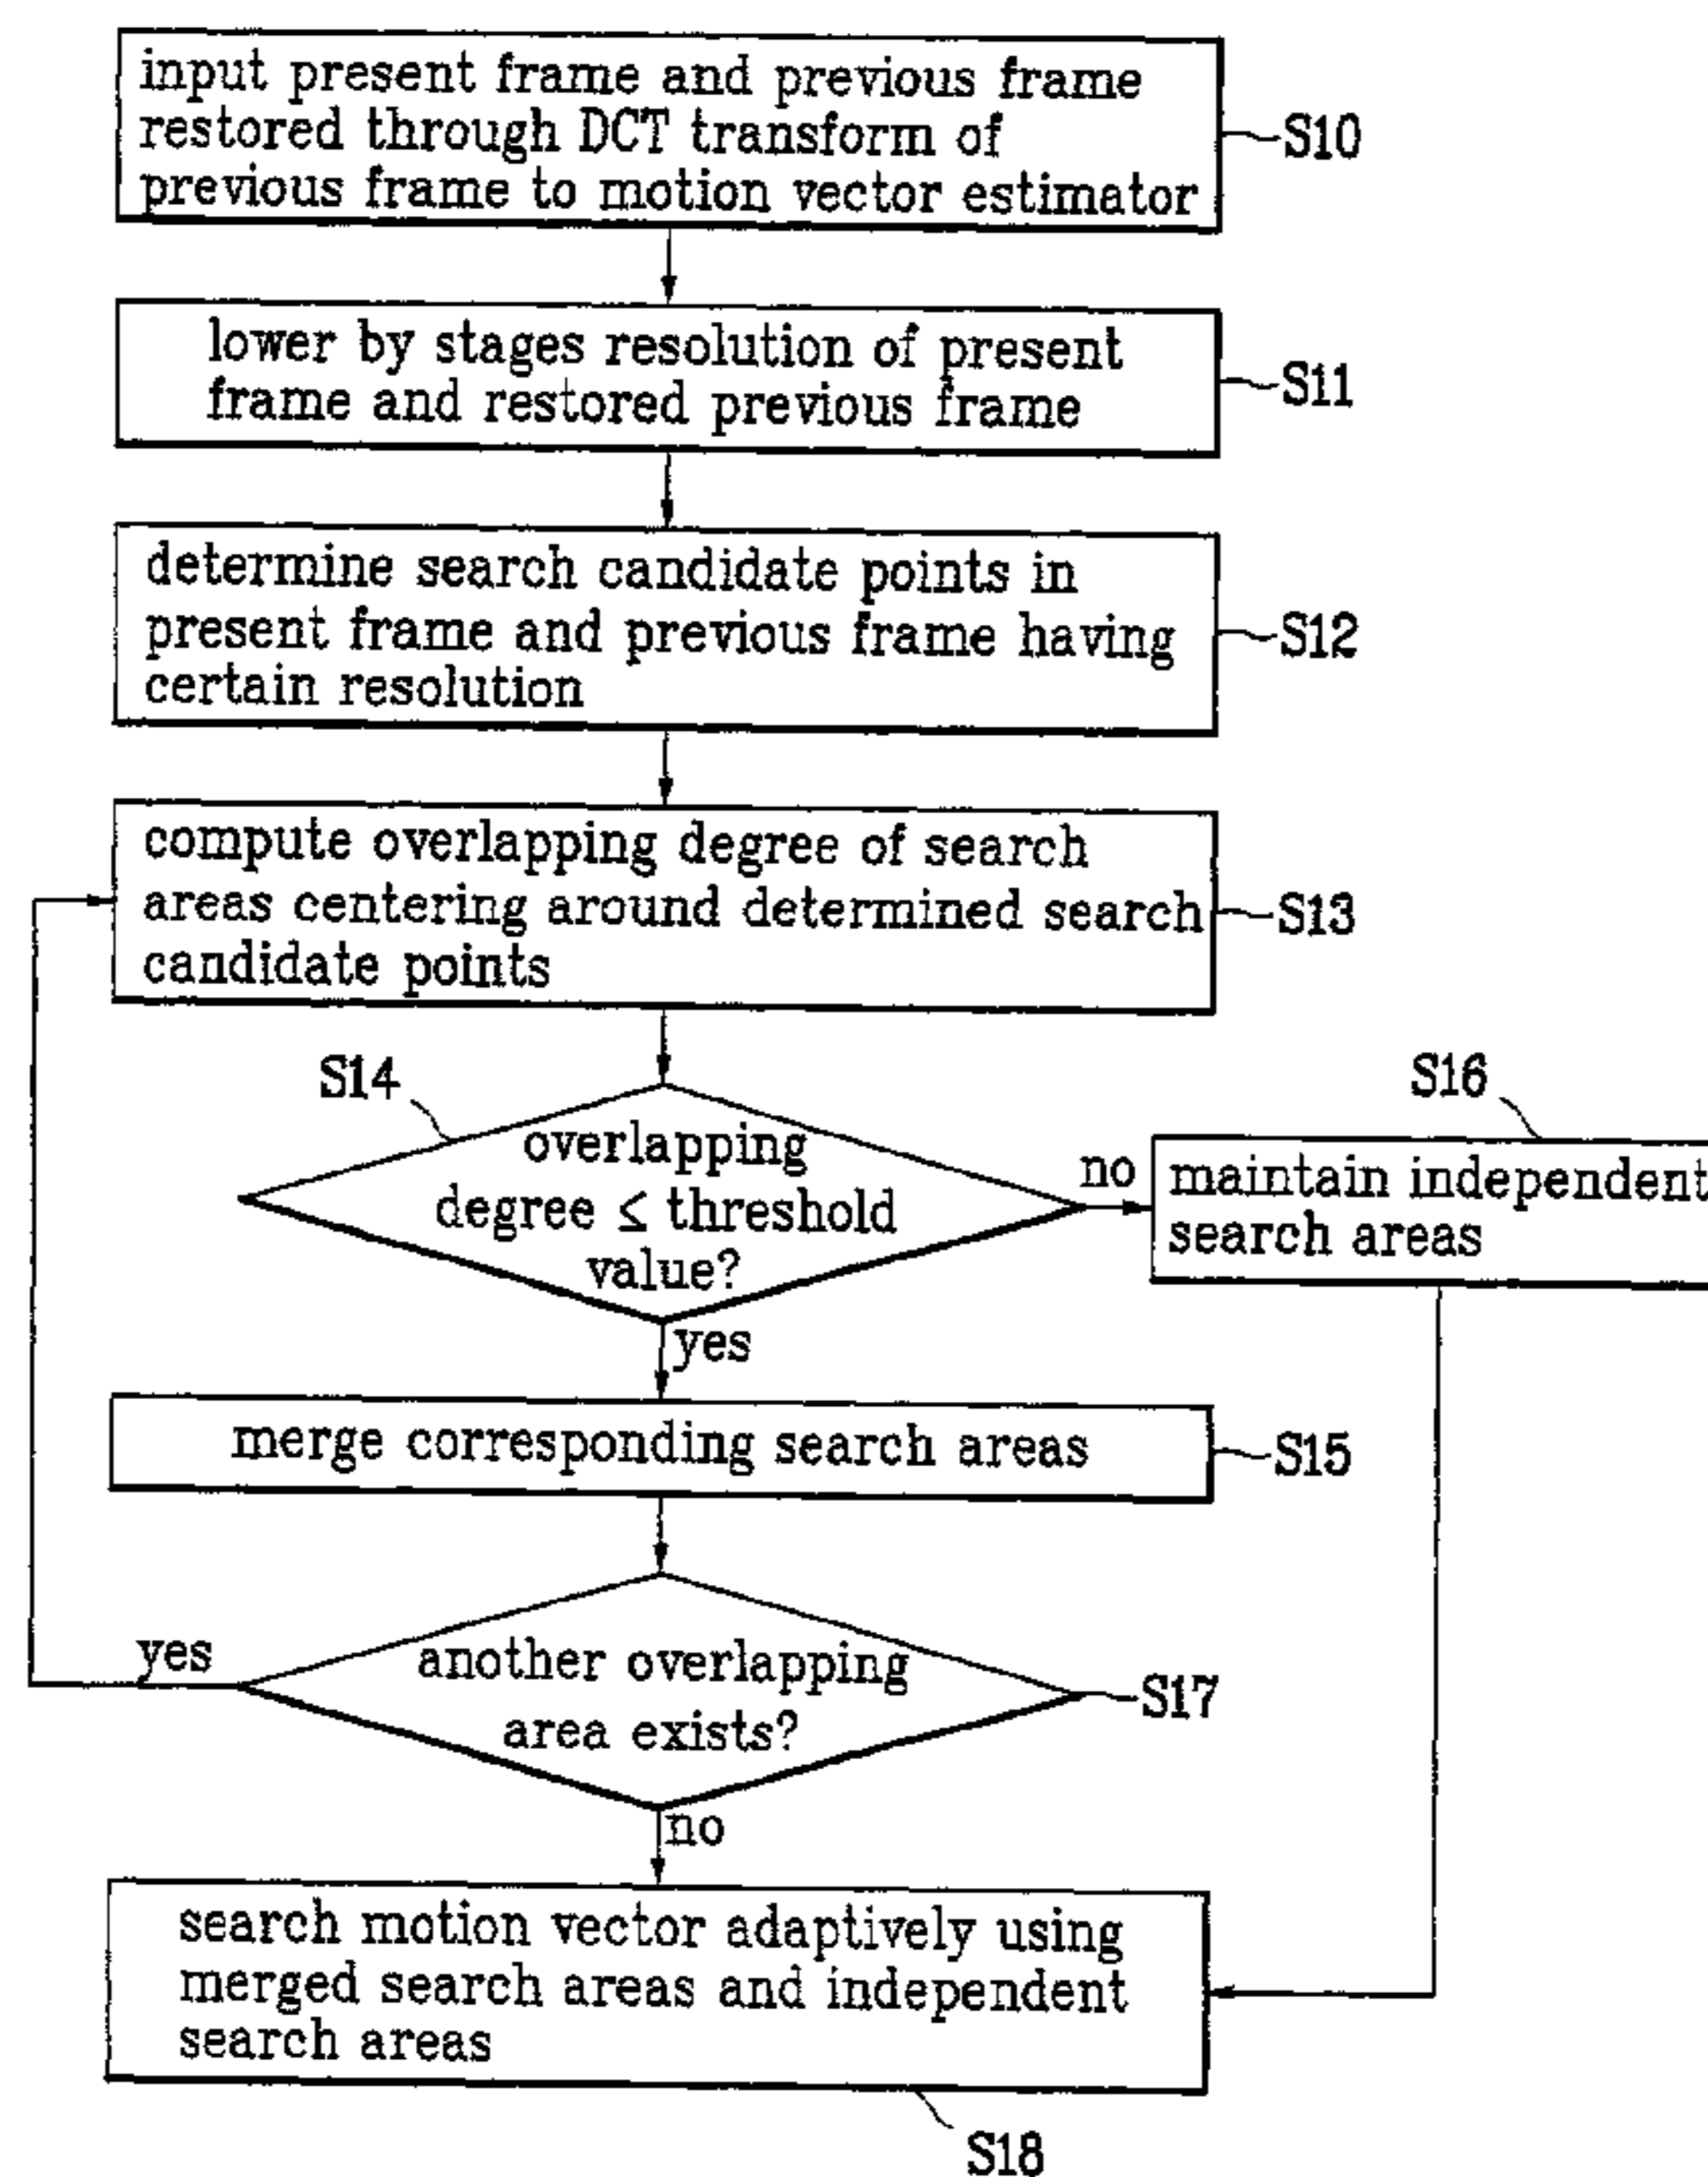 input present frame and previous frame
restored through DCT transform of
previous frame to motion vector estimator
S10
lower by stages resolution of present
frame and restored previous frame
S11
determine search candidate points in
present frame and previous frame having
certain resolution
S12
compute overlapping degree of search
areas centering around determined search
candidate points
S13
S14
overlapping
degree ≤ threshold
value?
no
S16
maintain independent
search areas
yes
merge corresponding search areas
S15
yes
another overlapping
area exists?
S17
no
search motion vector adaptively using
merged search areas and independent
search areas
S18